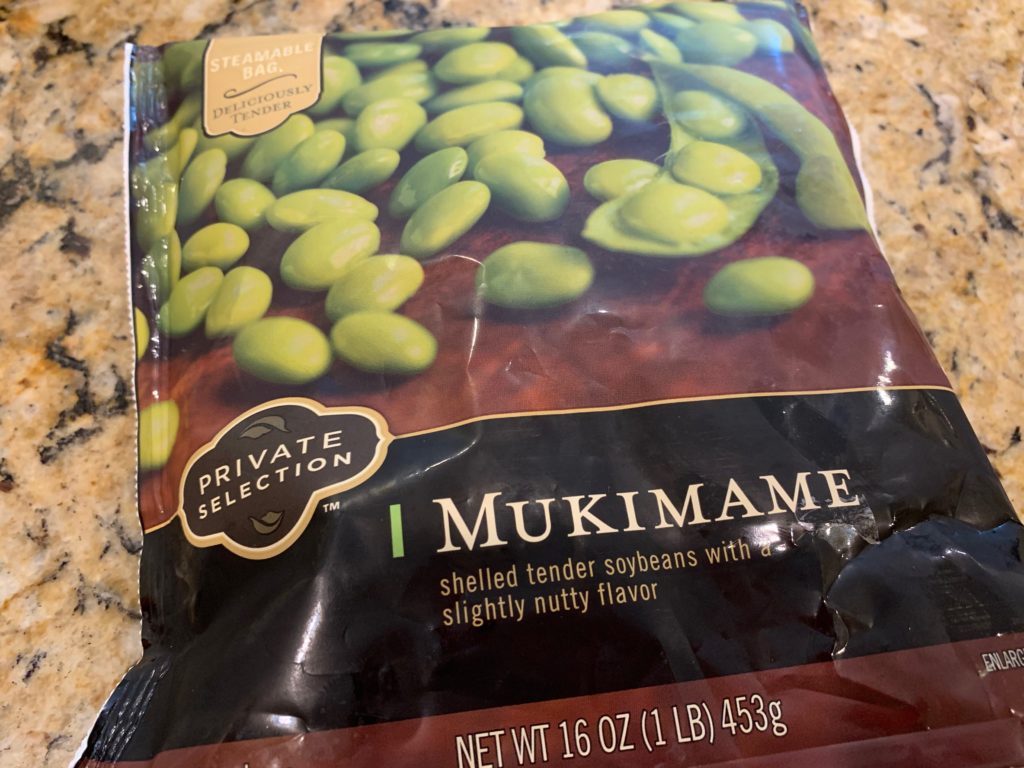 STEAMABLE
BAG.
DELICIOUSLY
TENDER
PRIVATE
SELECTION
™
MUKIMAME
shelled tender soybeans with a
slightly nutty flavor
NET WT 16 OZ (1 LB) 453g